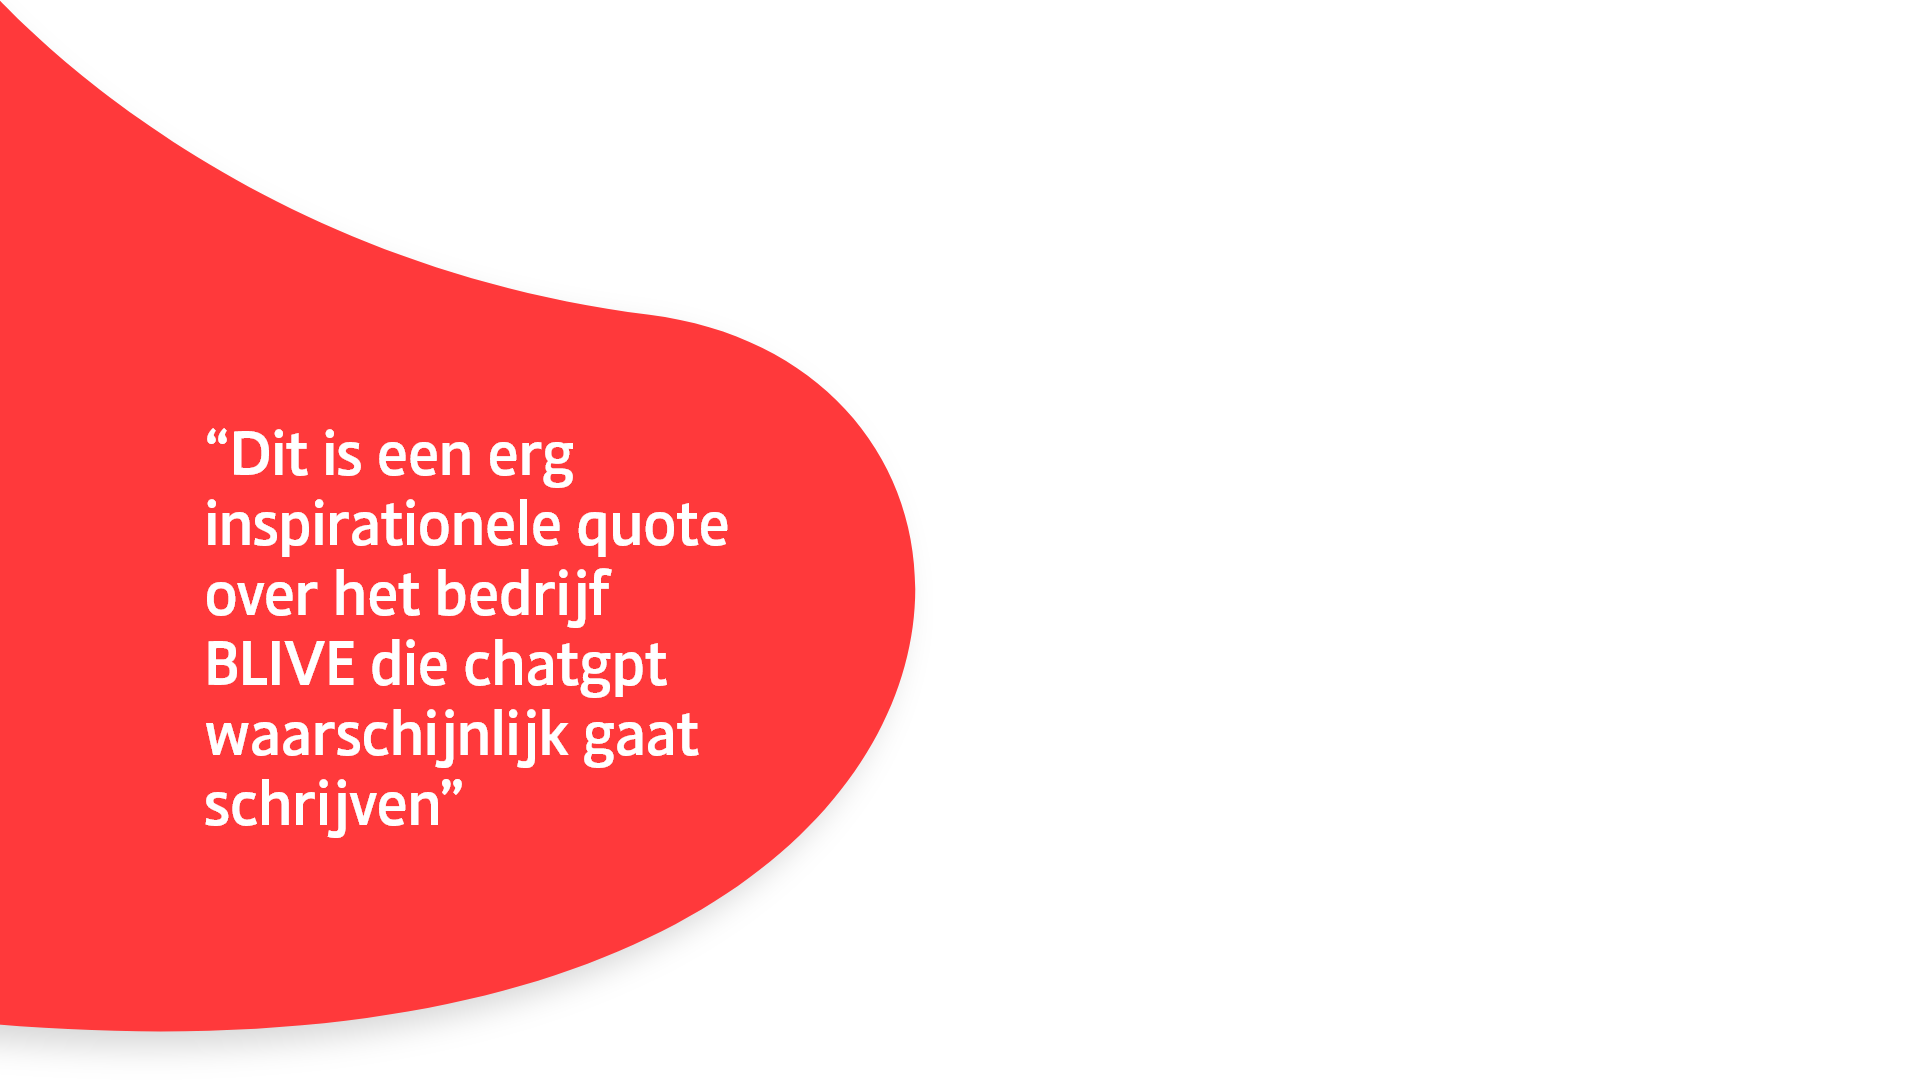 “Dit is een erg
inspirationele quote
over het bedrijf
BLIVE die chatgpt
waarschijnlijk gaat
schrijven”